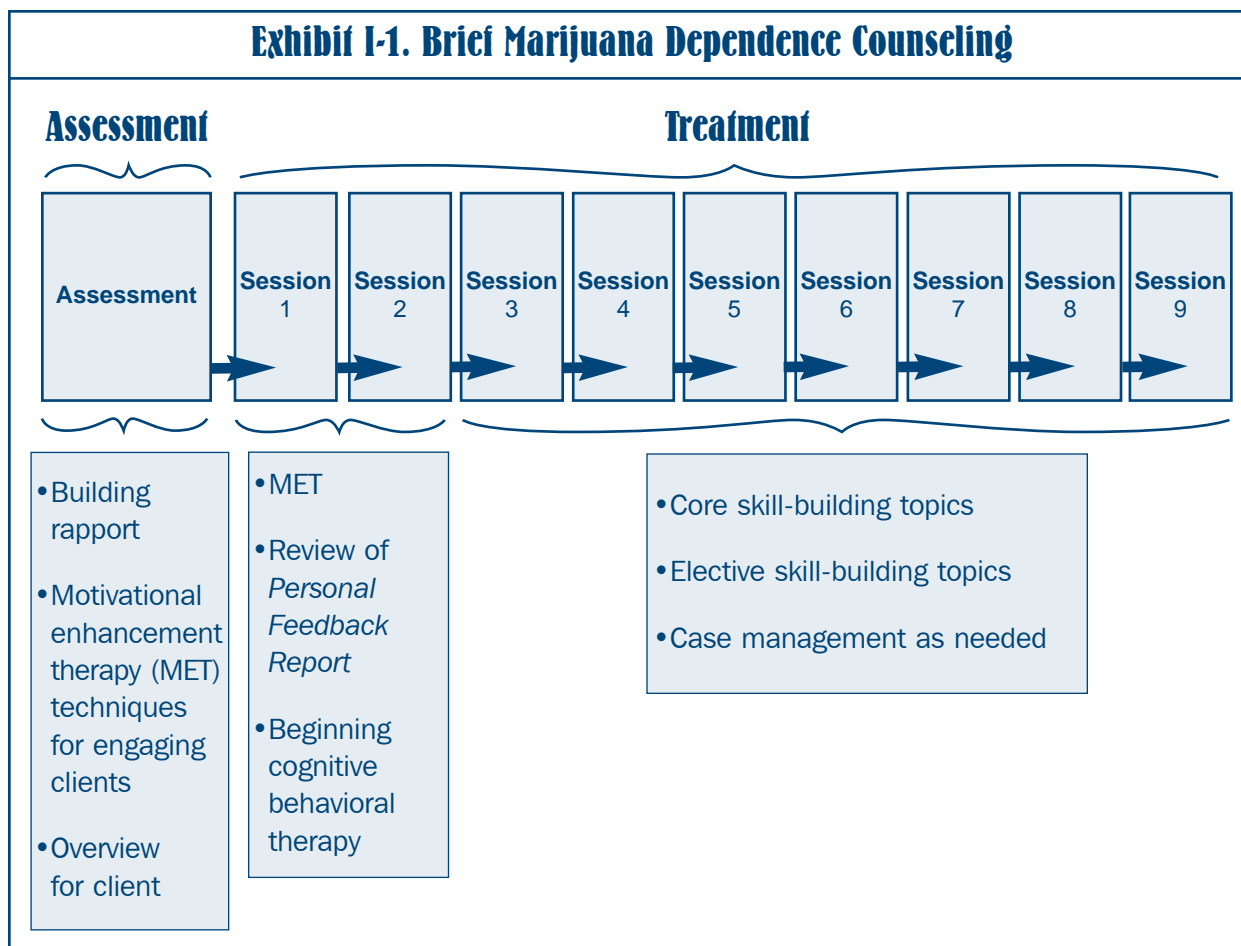 Exhibit I-1. Brief Marijuana Dependence Counseling
Assessment
Treatment
Assessment
Session
1
Session
2
Session
3
Session
4
Session
5
Session
6
Session
7
Session
8
Session
9
•Building
rapport
•Motivational
enhancement
therapy (MET)
techniques
for engaging
clients
•Overview
for client
•MET
•Review of
Personal
Feedback
Report
•Beginning
cognitive
behavioral
therapy
•Core skill-building topics
•Elective skill-building topics
•Case management as needed